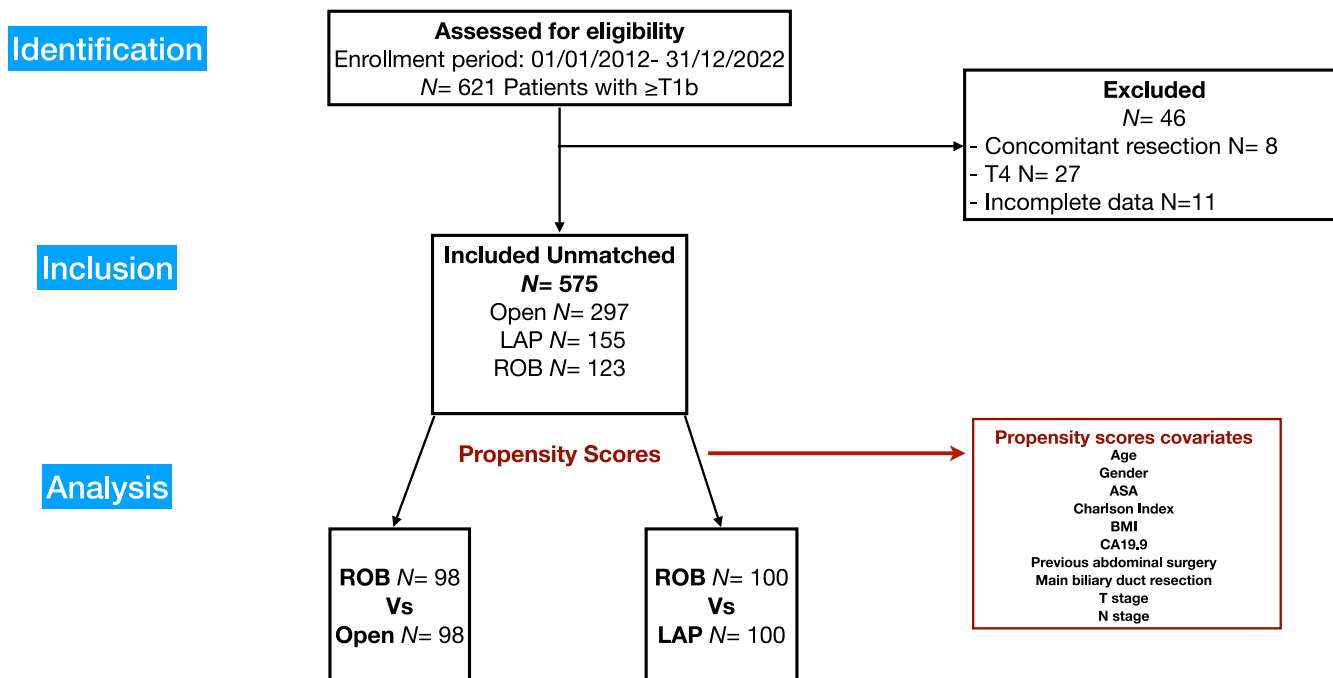 Identification
Assessed for eligibility
Enrollment period: 01/01/2012- 31/12/2022
N= 621 Patients with ≥T1b
Excluded
N= 46
- Concomitant resection N= 8
- T4 N= 27
- Incomplete data N=11
Inclusion
Included Unmatched
N= 575
Open N= 297
LAP N= 155
ROB N= 123
Propensity Scores
Propensity scores covariates
Age
Gender
ASA
Charlson Index
BMI
CA19.9
Previous abdominal surgery
Main biliary duct resection
T stage
N stage
Analysis
ROB N= 98
Vs
Open N= 98
ROB N= 100
Vs
LAP N= 100